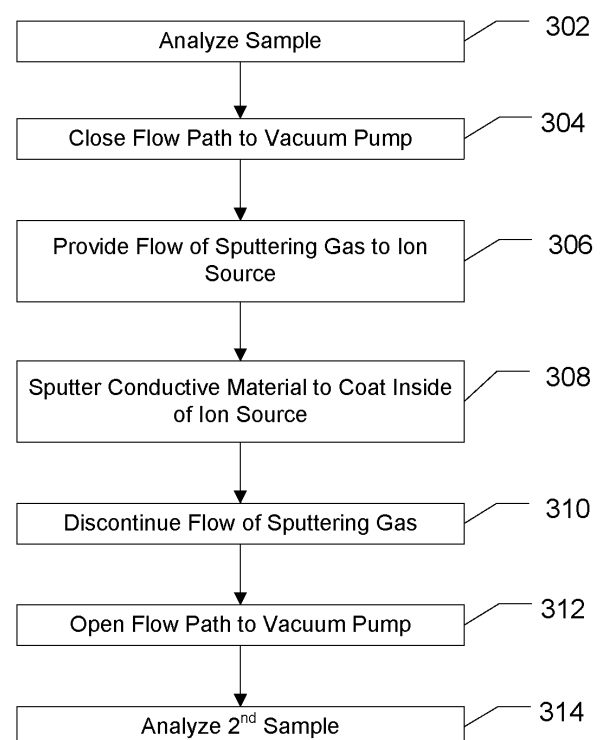 Analyze Sample
302
Close Flow Path to Vacuum Pump
304
Provide Flow of Sputtering Gas to Ion
Source
306
Sputter Conductive Material to Coat Inside
of Ion Source
308
Discontinue Flow of Sputtering Gas
310
Open Flow Path to Vacuum Pump
312
Analyze 2nd Sample
314